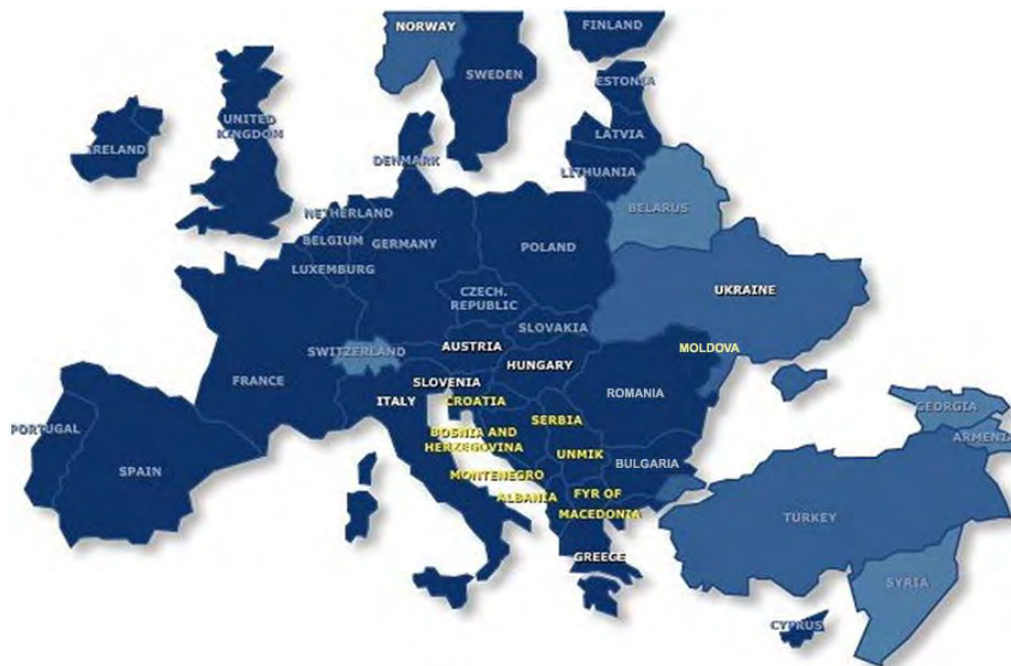 NORWAY
FINLAND
SWEDEN
ESTONIA
UNITED
KINGDOM
LATVIA
IRELAND
DENMARK
LITHUANIA
BELARUS
NETHERLAND
BELGIUM
GERMANY
POLAND
LUXEMBURG
CZECH.
REPUBLIC
UKRAINE
SLOVAKIA
AUSTRIA
MOLDOVA
SWITZERLAND
HUNGARY
FRANCE
SLOVENIA
ROMANIA
ITALY
CROATIA
GEORGIA
SERBIA
PORTUGAL
BOSNIA AND
HERZEGOVINA
ARMENIA
UNMIK
SPAIN
BULGARIA
MONTENEGRO
ALBANIA
FYR OF
MACEDONIA
TURKEY
GREECE
SYRIA
CYPRUS